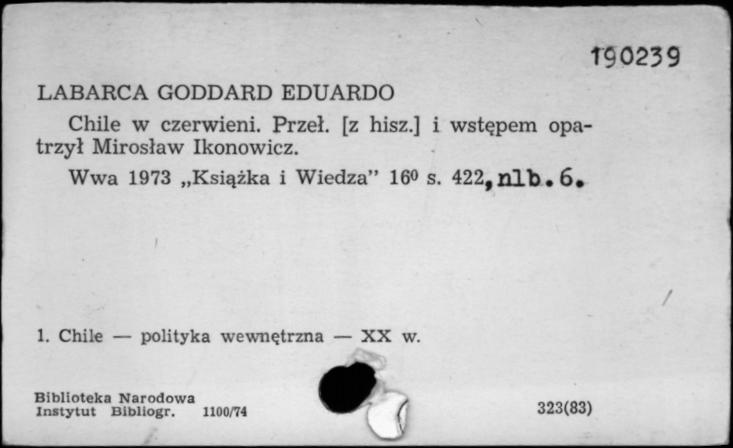 190239
LABARCA GODDARD EDUARDO
Chile w czerwieni. Przeł. [z hisz.] i wstępem opa-
trzył Mirosław Ikonowicz.
Wwa 1973 „Książka i Wiedza” 16⁰ s. 422, nlb. 6.
1. Chile — polityka wewnętrzna — XX w.
Biblioteka Narodowa
Instytut Bibliogr. 1100/74
323(83)